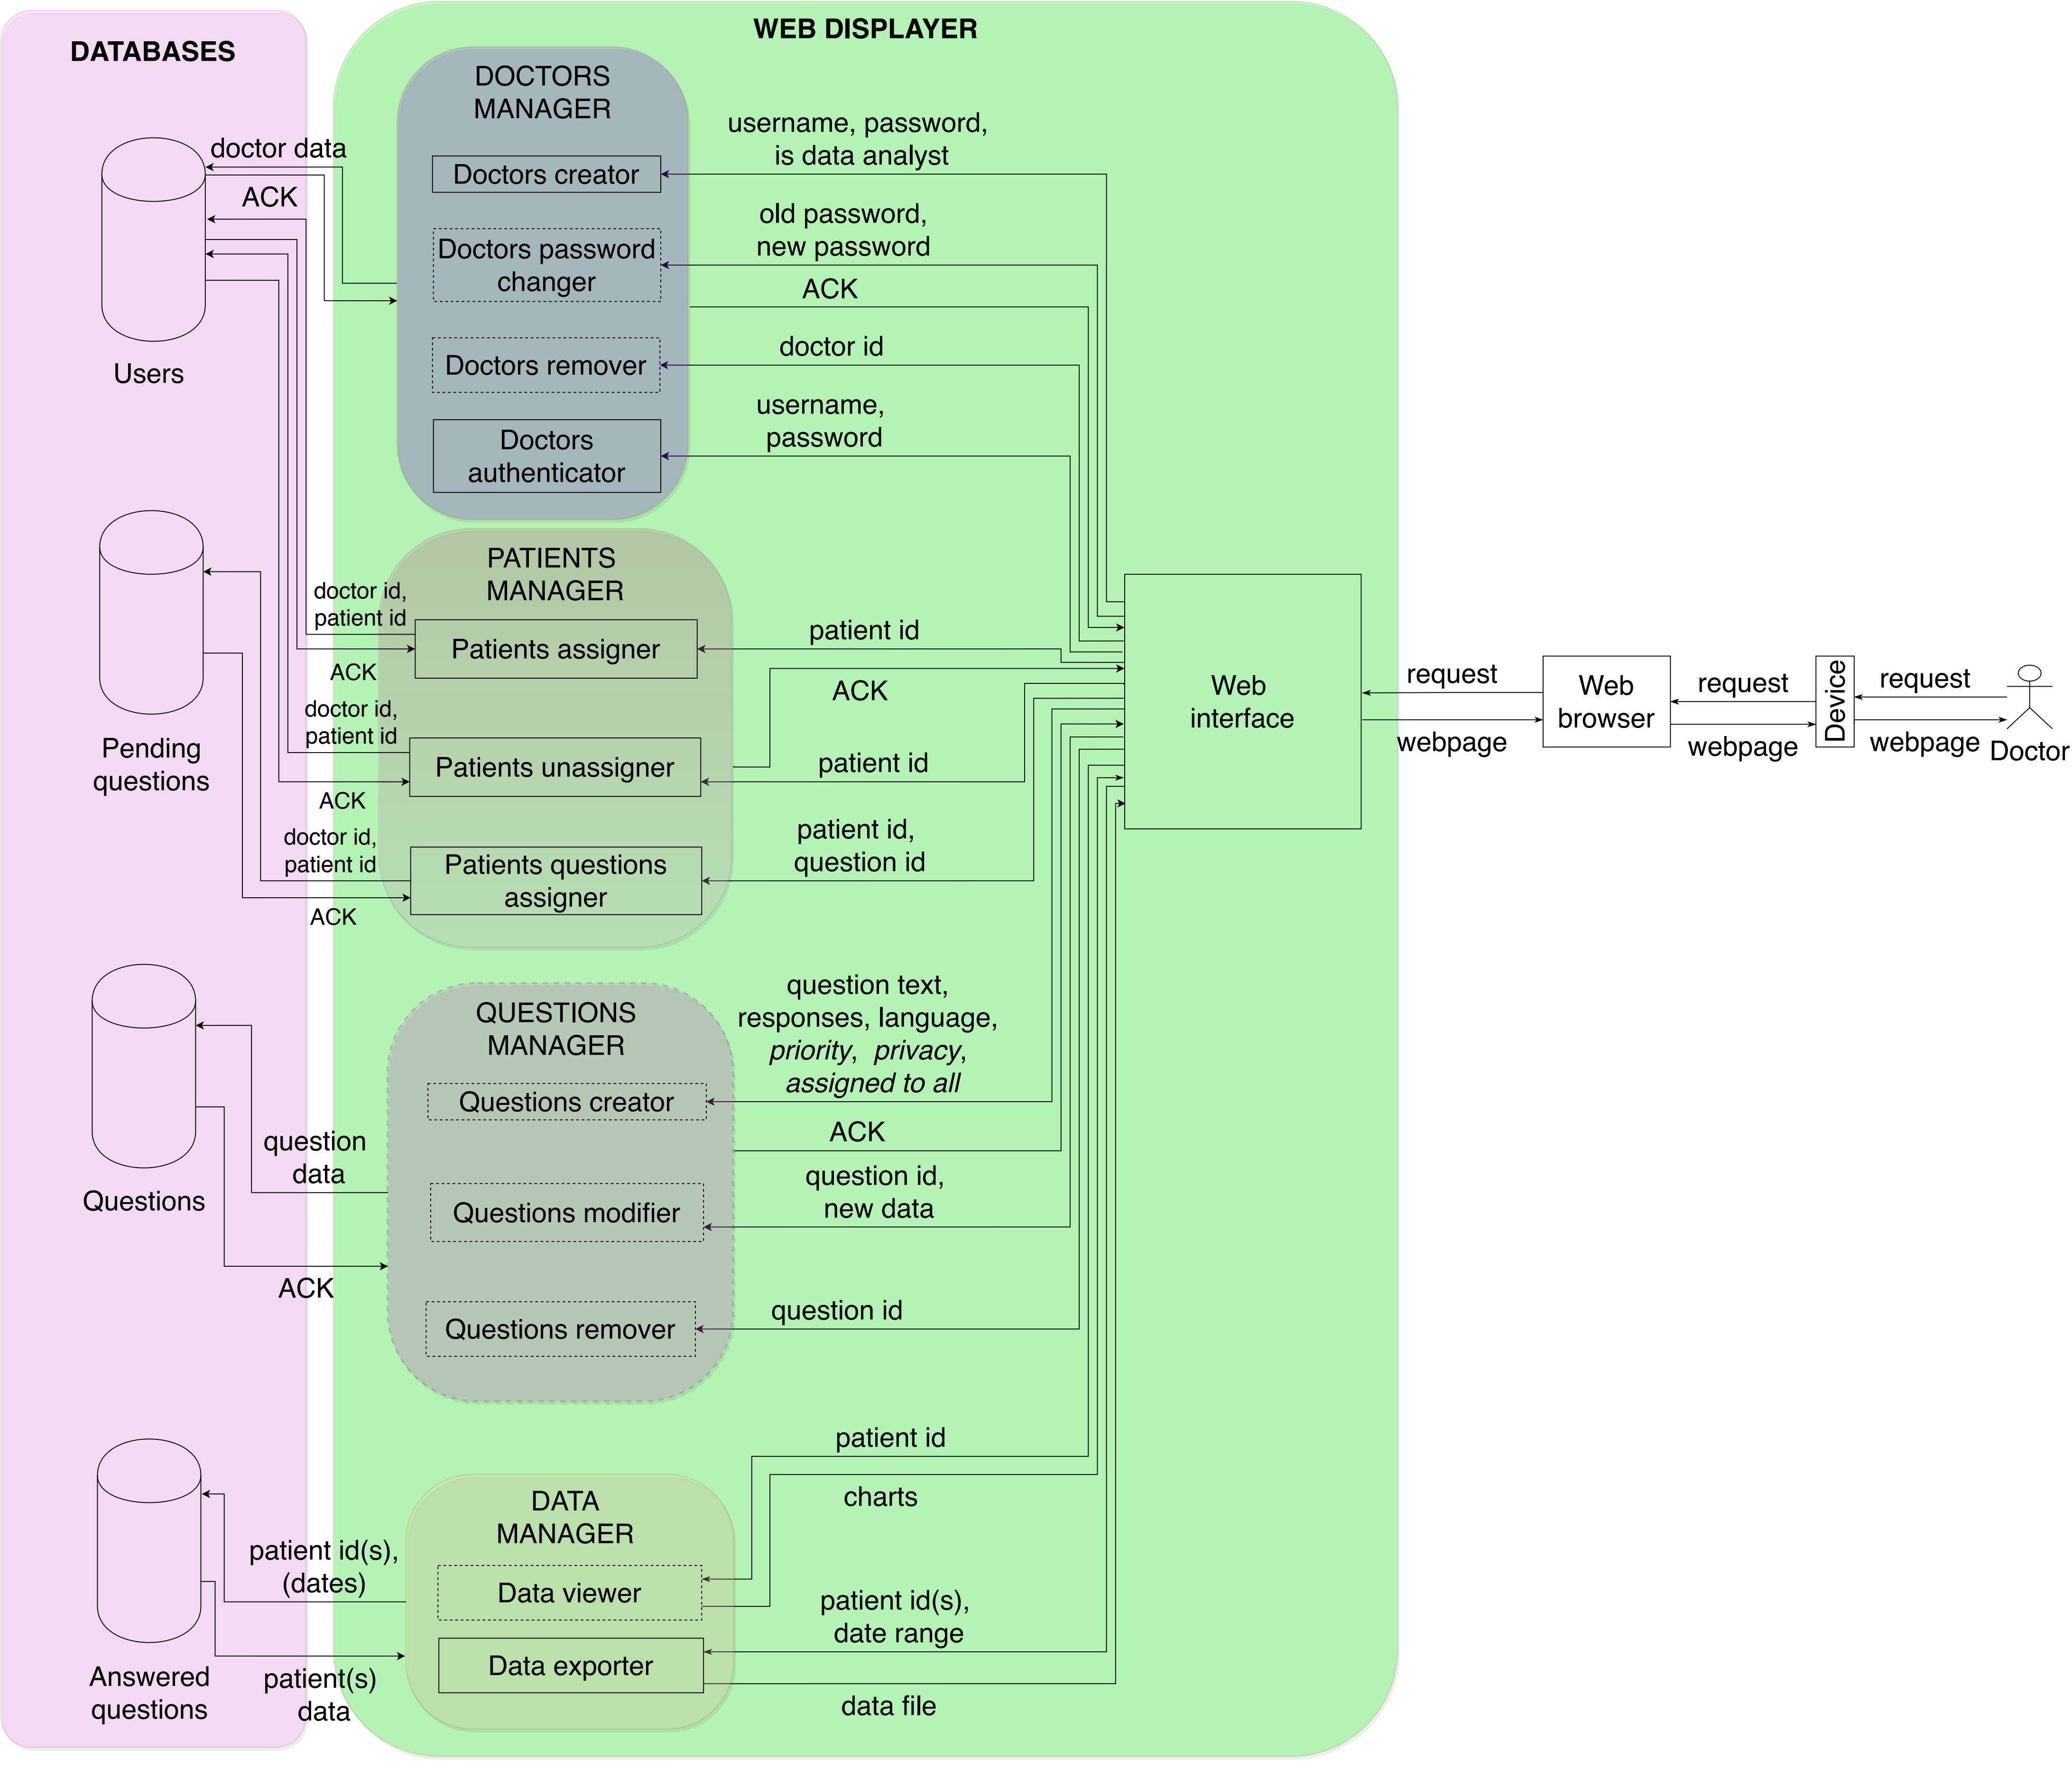 DATABASES
WEB DISPLAYER
DOCTORS
MANAGER
username, password,
is data analyst
doctor data
Doctors creator
ACK
old password,
new password
Doctors password
changer
ACK
doctor id
Doctors remover
Users
username,
password
Doctors
authenticator
PATIENTS
MANAGER
doctor id,
patient id
patient id
Patients assigner
ACK
ACK
doctor id,
patient id
patient id
Patients unassigner
Pending
questions
ACK
doctor id,
patient id
patient id,
question id
Patients questions
assigner
ACK
Web
interface
request
webpage
Web
browser
request
webpage
Device
request
webpage
Doctor
question text,
responses, language,
priority, privacy,
assigned to all
QUESTIONS
MANAGER
Questions creator
ACK
question
data
question id,
new data
Questions modifier
Questions
ACK
question id
Questions remover
patient id
charts
DATA
MANAGER
patient id(s),
(dates)
Data viewer
patient id(s),
date range
Data exporter
Answered
questions
patient(s)
data
data file